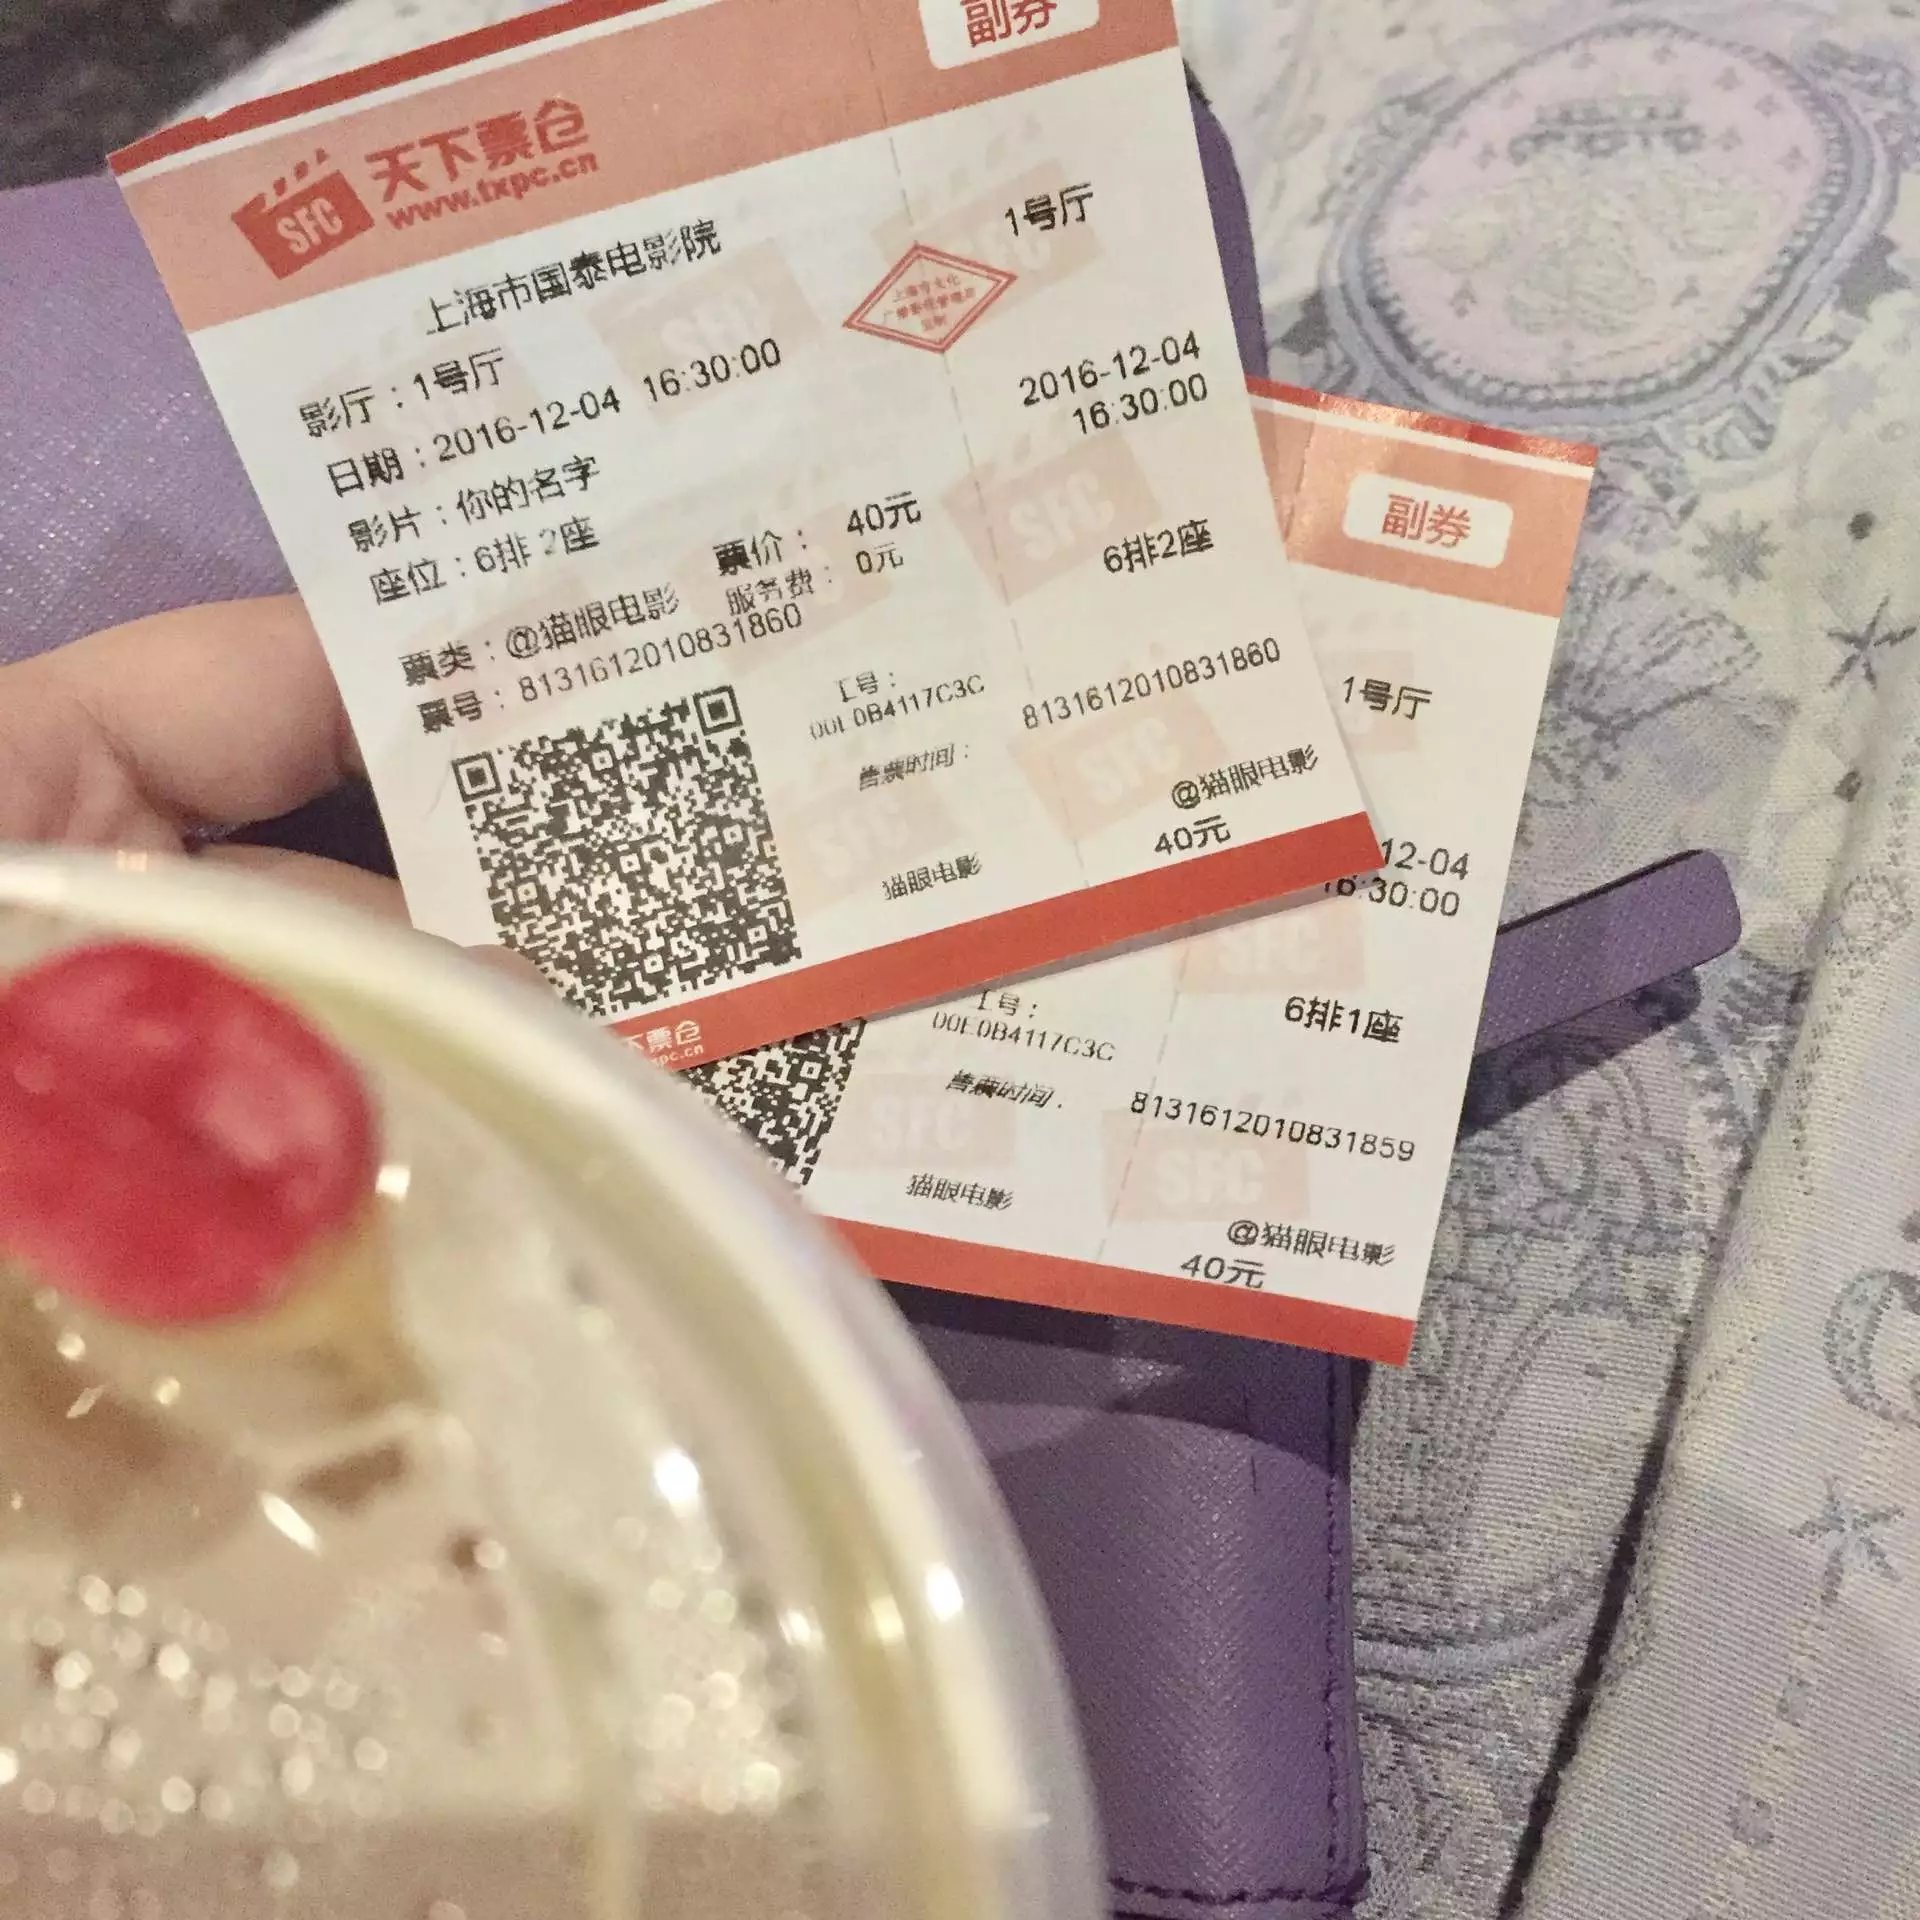 副券
天下票仓
www.txpc.cn
SFC
上海市国泰电影院
影厅：1号厅
日期：2016-12-04 16:30:00
影片：你的名字
座位：6排 2座
票价： 40元
服务费： 0元
票类：@猫眼电影
票号：8131612010831860
工号：
00E0B4117C3C
售票时间：
猫眼电影
1号厅
2016-12-04
16:30:00
6排2座
8131612010831860
@猫眼电影
40元
下票仓
pc.cn
副券
1号厅
12-04
16:30:00
6排1座
工号：
00E0B4117C3C
售票时间：
8131612010831859
猫眼电影
@猫眼电影
40元